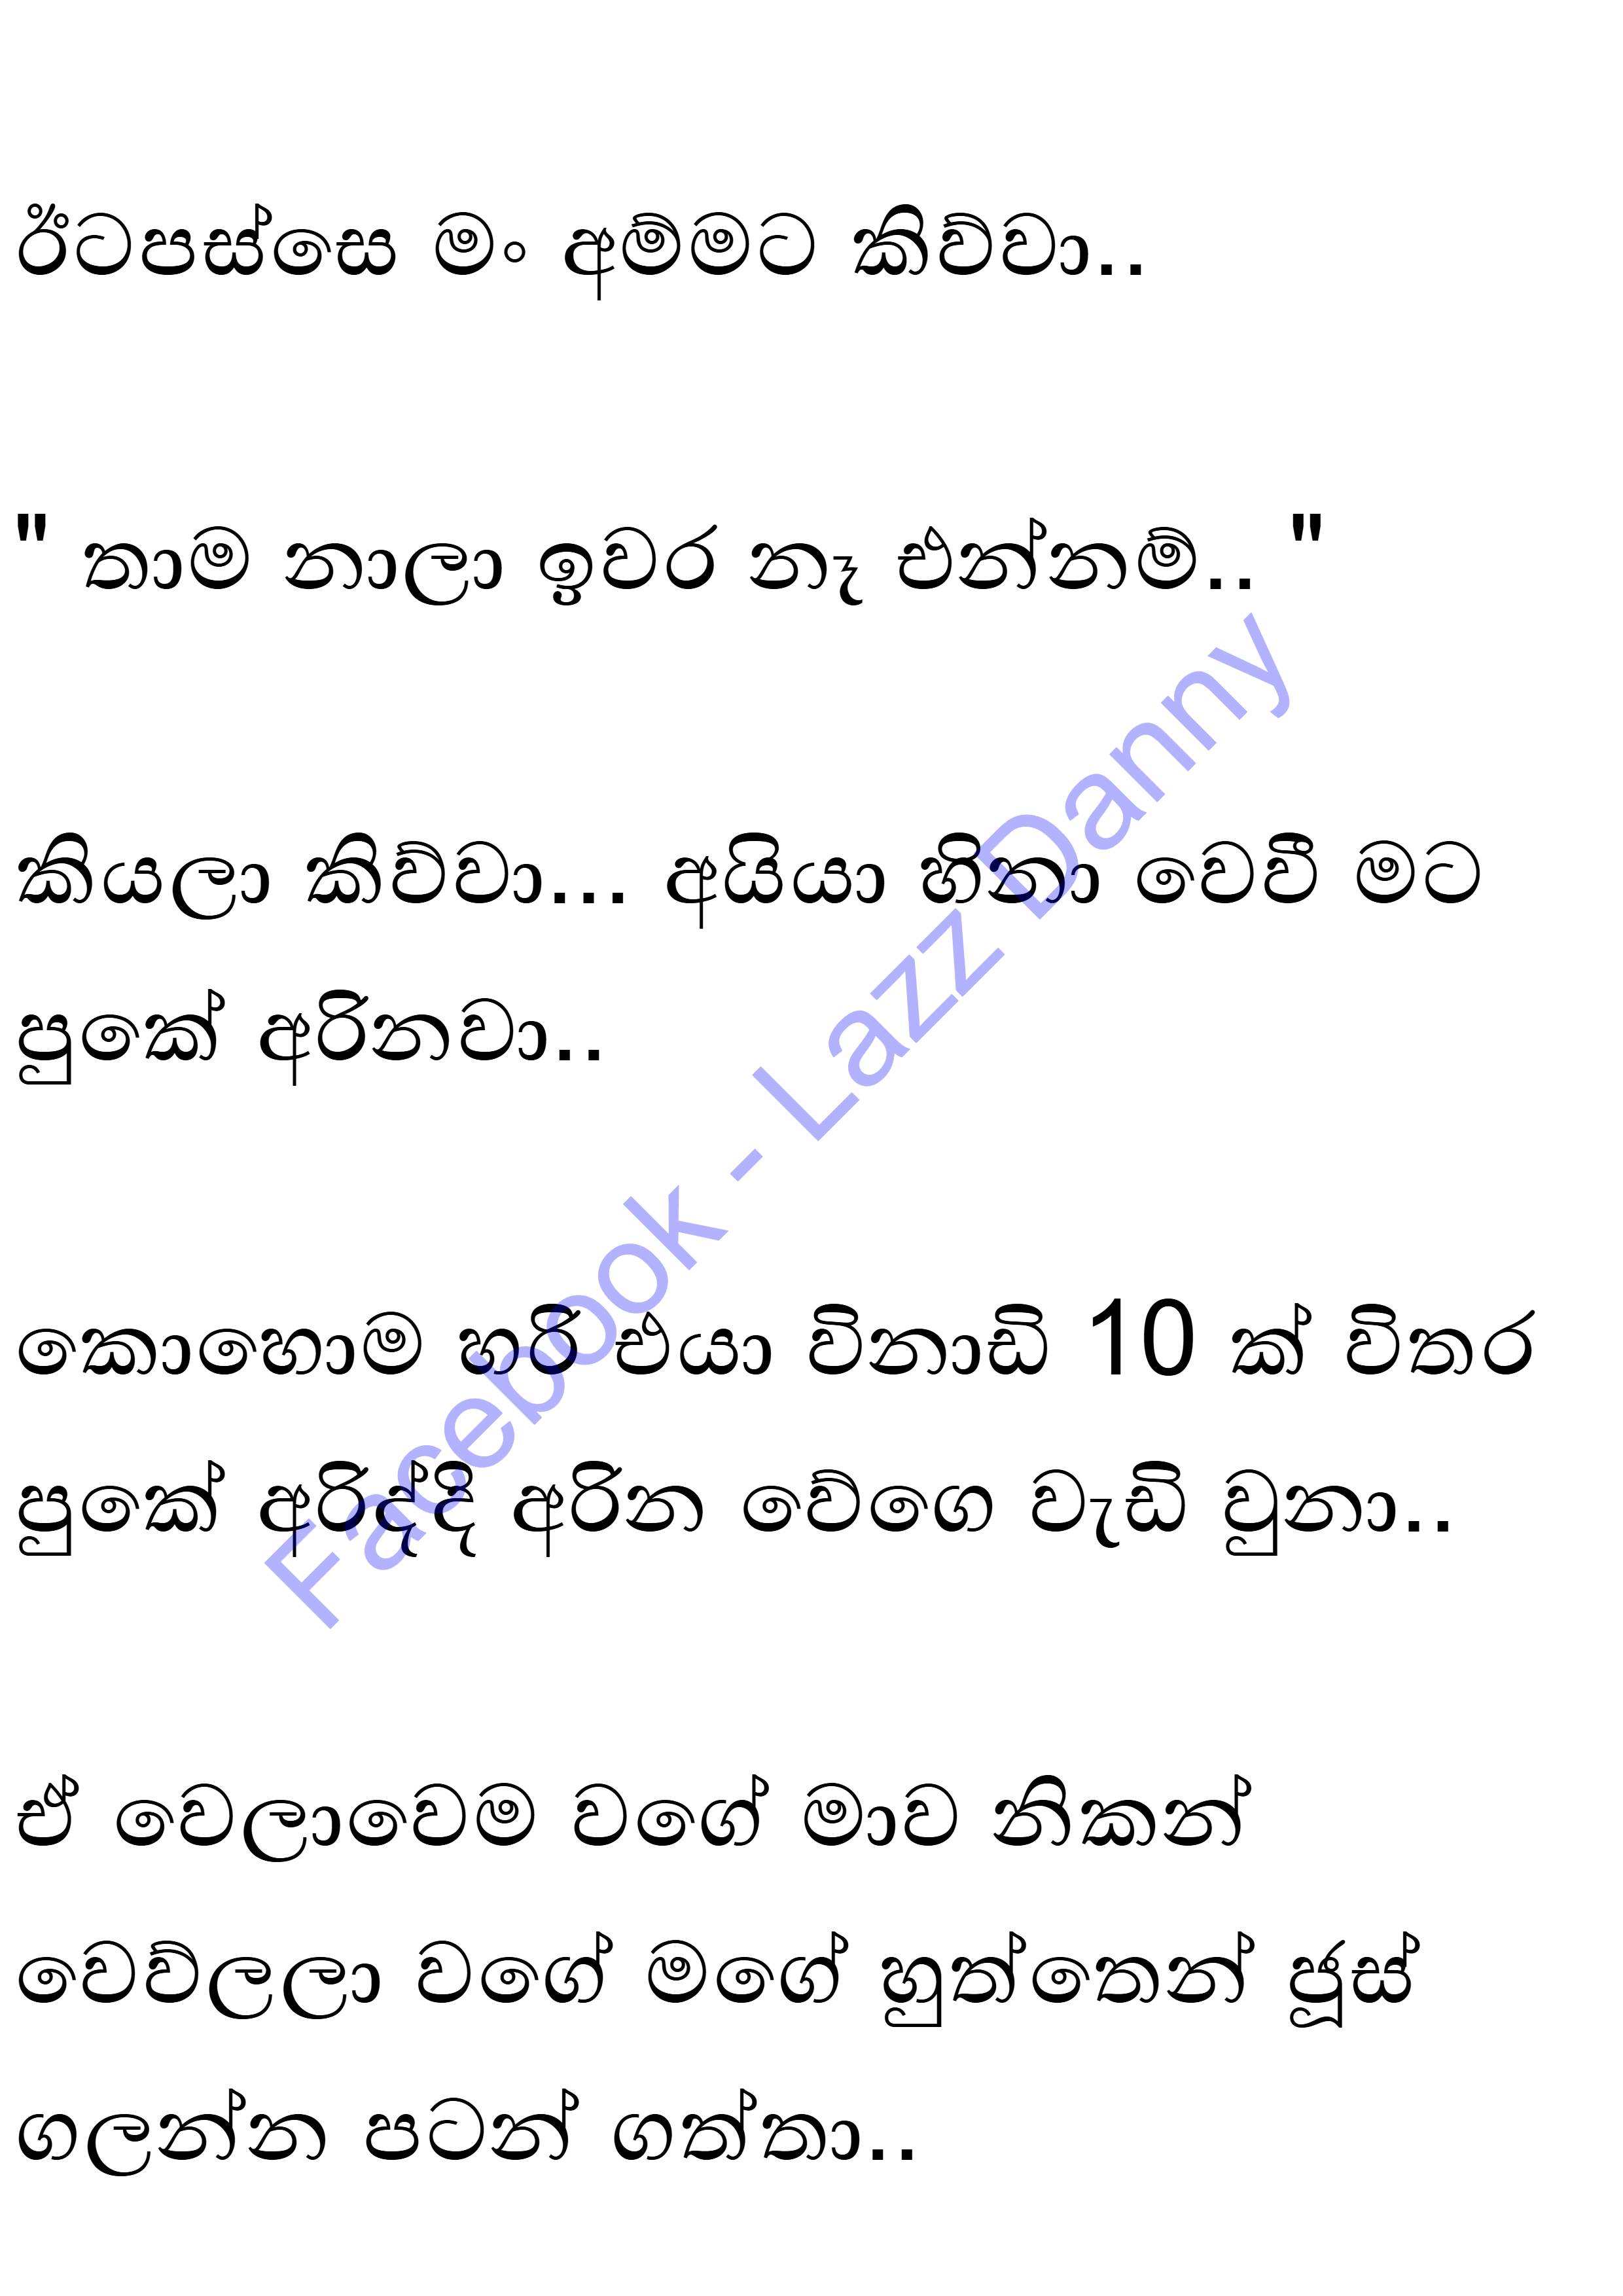 ඊටපස්සෙ මං අම්මට කිව්වා..
" තාම නාලා ඉවර නෑ එන්නම්.. "
කියලා කිව්වා... අයියා හිනා වෙවී මට
පුකේ අරිනවා..
කොහොම හරි එයා විනාඩි 10 ක් විතර
පුකේ අරිද්දි අරින වේගෙ වැඩි වුනා..
ඒ වෙලාවෙම වගේ මාව නිකන්
වෙව්ලලා වගේ මගේ හුත්තෙන් ජූස්
ගලන්න පටන් ගත්තා..
Facebook - Lazz Danny